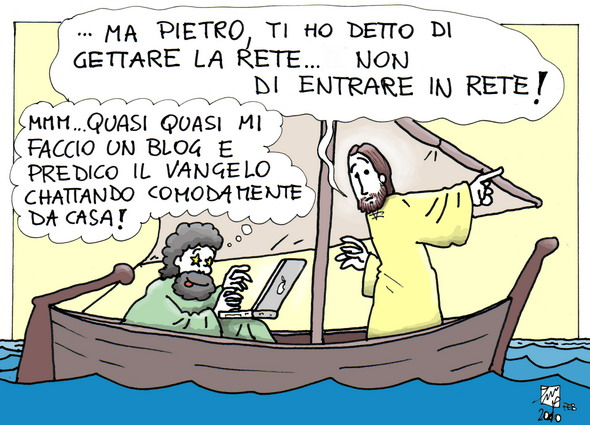 ... MA PIETRO, TI HO DETTO DI
GETTARE LA RETE... NON
DI ENTRARE IN RETE!
MMM...QUASI QUASI MI
FACCIO UN BLOG E
PREDICO IL VANGELO
CHATTANDO COMODAMENTE
DA CASA!
FEB
2010